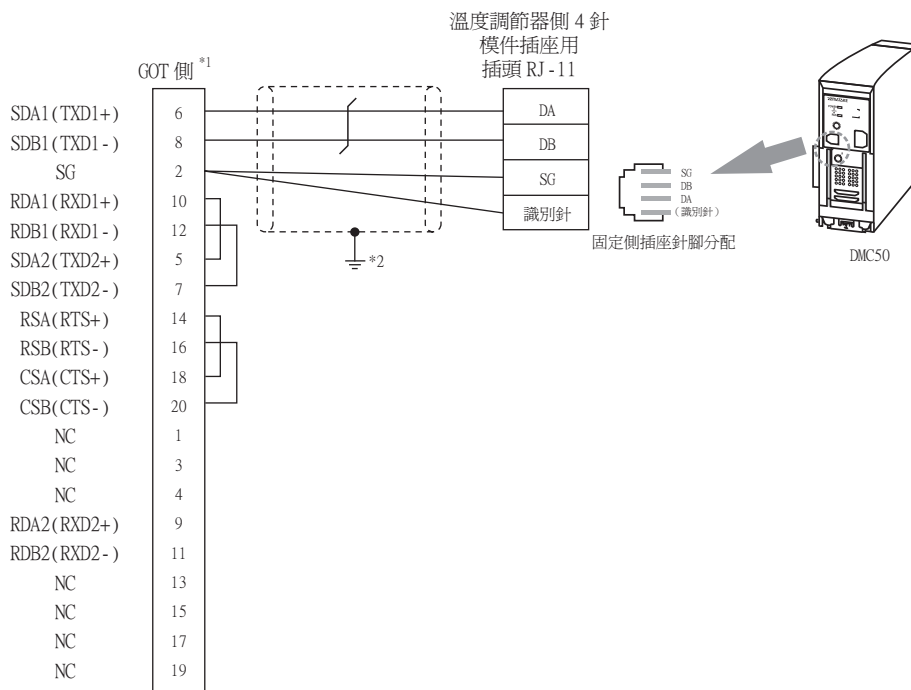 溫度調節器側 4 針
模件插座用
插頭 RJ-11
GOT 側 *1
SDA1(TXD1+) 6 DA
SDB1(TXD1-) 8 DB
SG 2 SG
RDA1(RXD1+) 10 識別針
RDB1(RXD1-) 12
SDA2(TXD2+) 5
SDB2(TXD2-) 7
*2
RSA(RTS+) 14
RSB(RTS-) 16
CSA(CTS+) 18
CSB(CTS-) 20
NC 1
NC 3
NC 4
RDA2(RXD2+) 9
RDB2(RXD2-) 11
NC 13
NC 15
NC 17
NC 19
SG
DB
DA
(識別針)
固定側插座針腳分配
DMC50